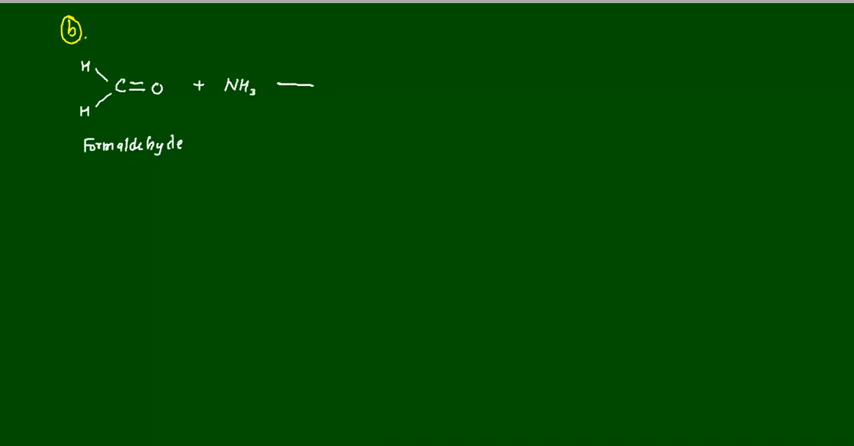 b.
H
C=O + NH₃ —
H
Formaldehyde